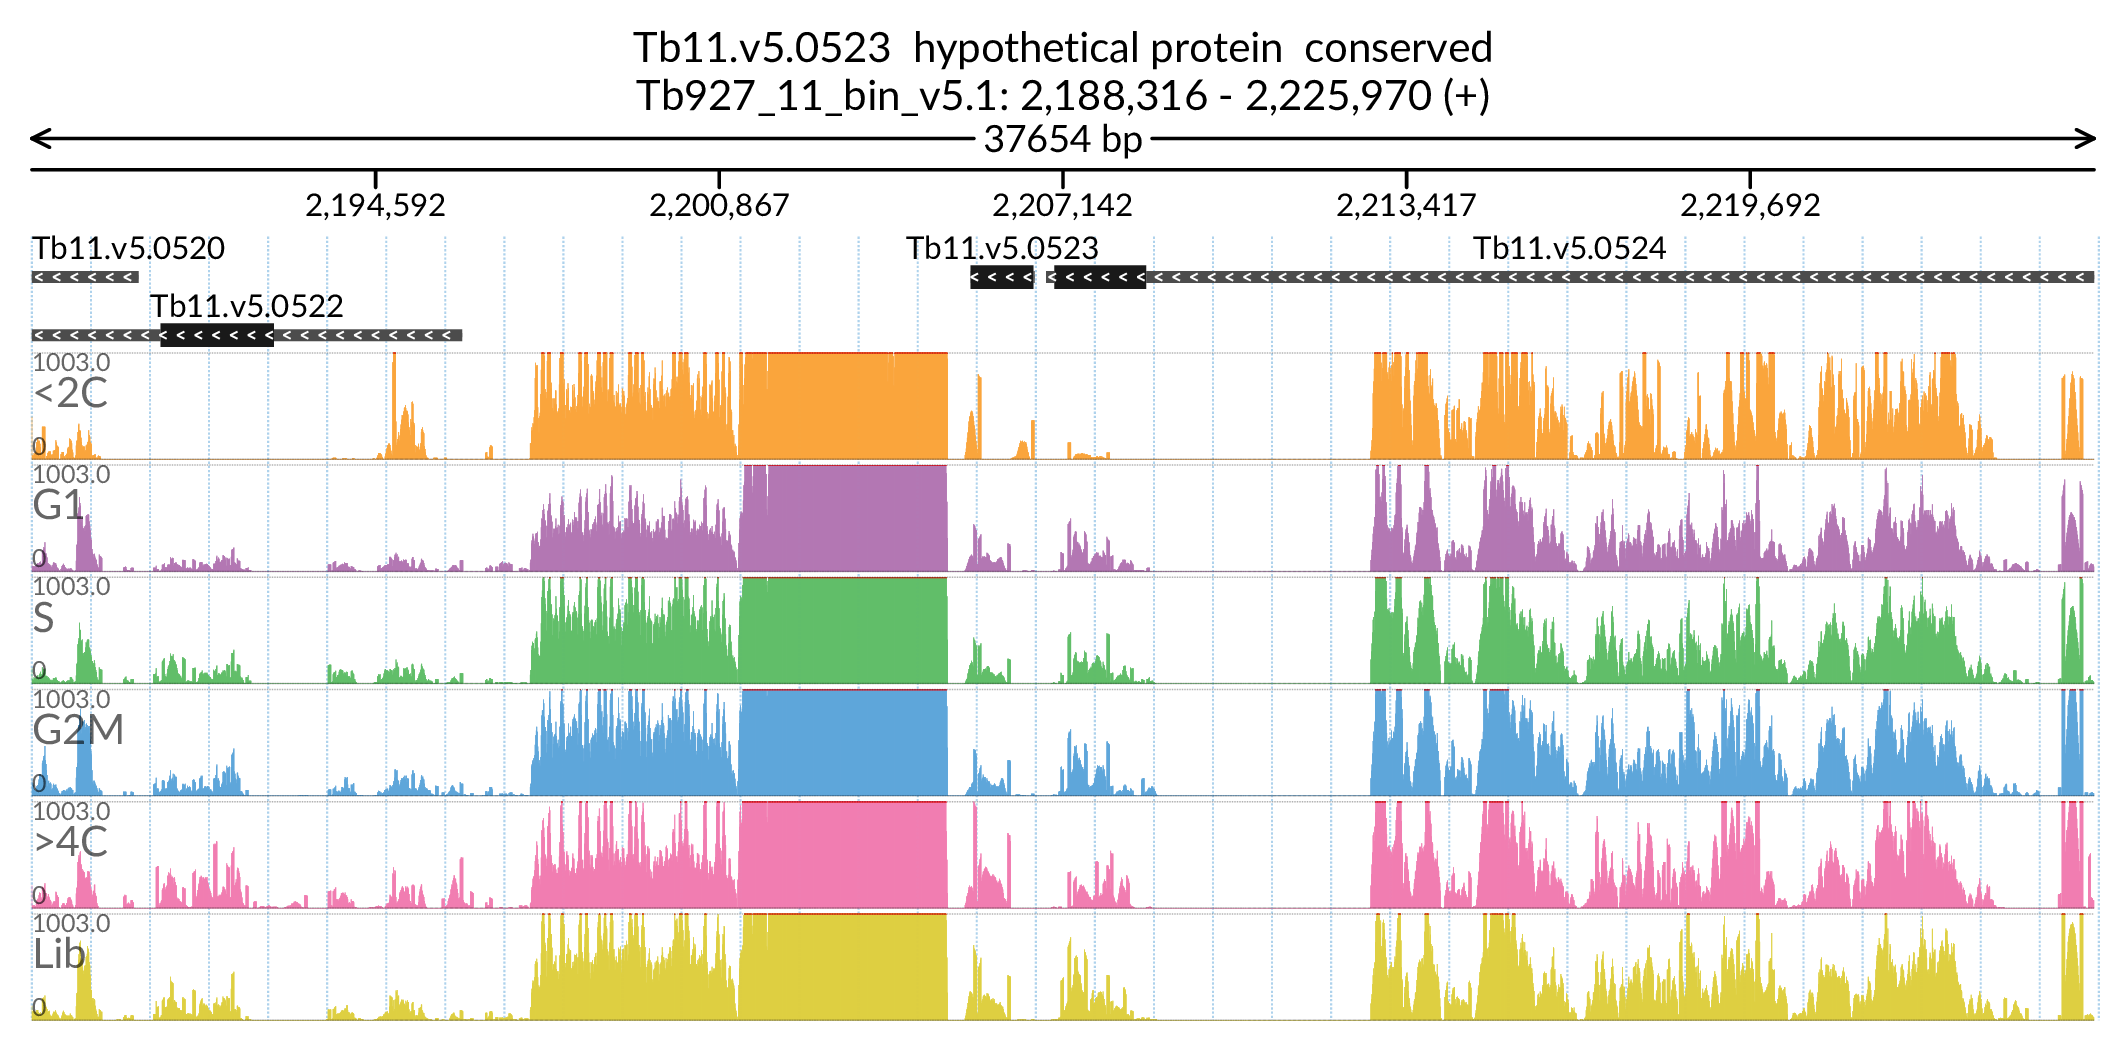 Tb11.v5.0523  hypothetical protein  conserved
Tb927_11_bin_v5.1: 2,188,316 - 2,225,970 (+)
37654 bp
2,194,592 2,200,867 2,207,142 2,213,417 2,219,692
Tb11.v5.0520 Tb11.v5.0523 Tb11.v5.0524
Tb11.v5.0522
1003.0
<2C
0
1003.0
G1
0
1003.0
S
0
1003.0
G2M
0
1003.0
>4C
0
1003.0
Lib
0